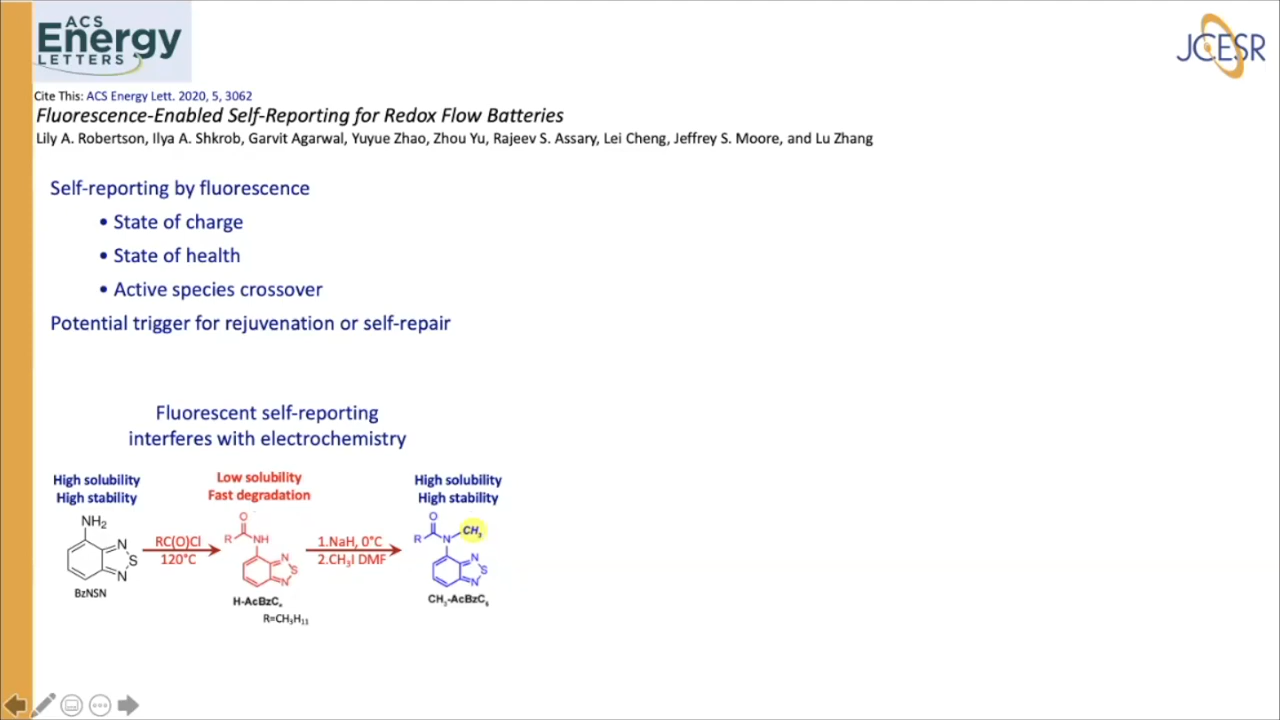 ACS
Energy
LETTERS
JCESR
Cite This: ACS Energy Lett. 2020, 5, 3062
Fluorescence-Enabled Self-Reporting for Redox Flow Batteries
Lily A. Robertson, Ilya A. Shkrob, Garvit Agarwal, Yuyue Zhao, Zhou Yu, Rajeev S. Assary, Lei Cheng, Jeffrey S. Moore, and Lu Zhang
Self-reporting by fluorescence
• State of charge
• State of health
• Active species crossover
Potential trigger for rejuvenation or self-repair
Fluorescent self-reporting
interferes with electrochemistry
High solubility
High stability
NH₂
N
S
N
BzNSN
RC(O)Cl
120°C
Low solubility
Fast degradation
O
R
NH
N
S
N
H-AcBzC
R=CH₃H₁₁
1.NaH, 0°C
2.CH₃I DMF
High solubility
High stability
O
CH₃
R
N
N
S
N
CH₃-AcBzC₆